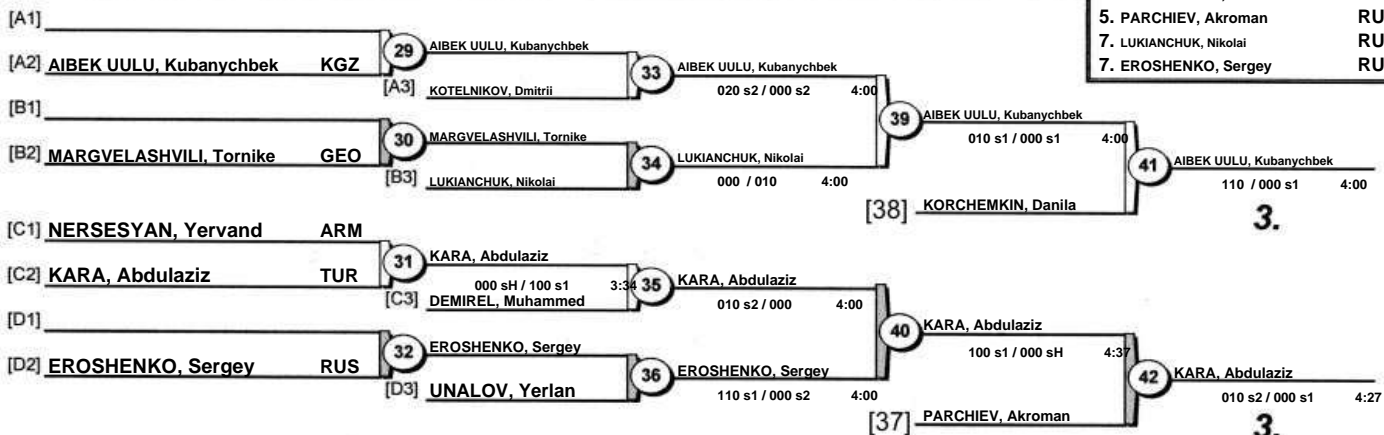 5. PARCHIEV, Akroman RU
7. LUKIANCHUK, Nikolai RU
7. EROSHENKO, Sergey RU
[A1]
[A2] AIBEK UULU, Kubanychbek KGZ
29
AIBEK UULU, Kubanychbek
[A3] KOTELNIKOV, Dmitrii
33
AIBEK UULU, Kubanychbek
020 s2 / 000 s2 4:00
[B1]
[B2] MARGVELASHVILI, Tornike GEO
30
MARGVELASHVILI, Tornike
[B3] LUKIANCHUK, Nikolai
34
LUKIANCHUK, Nikolai
000 / 010 4:00
39
AIBEK UULU, Kubanychbek
010 s1 / 000 s1 4:00
[38] KORCHEMKIN, Danila
41
AIBEK UULU, Kubanychbek
110 / 000 s1 4:00
3.
[C1] NERSESYAN, Yervand ARM
[C2] KARA, Abdulaziz TUR
31
KARA, Abdulaziz
000 sH / 100 s1 3:34
[C3] DEMIREL, Muhammed
35
KARA, Abdulaziz
010 s2 / 000 4:00
[D1]
[D2] EROSHENKO, Sergey RUS
32
EROSHENKO, Sergey
[D3] UNALOV, Yerlan
36
EROSHENKO, Sergey
110 s1 / 000 s2 4:00
40
KARA, Abdulaziz
100 s1 / 000 sH 4:37
[37] PARCHIEV, Akroman
42
KARA, Abdulaziz
010 s2 / 000 s1 4:27
3.